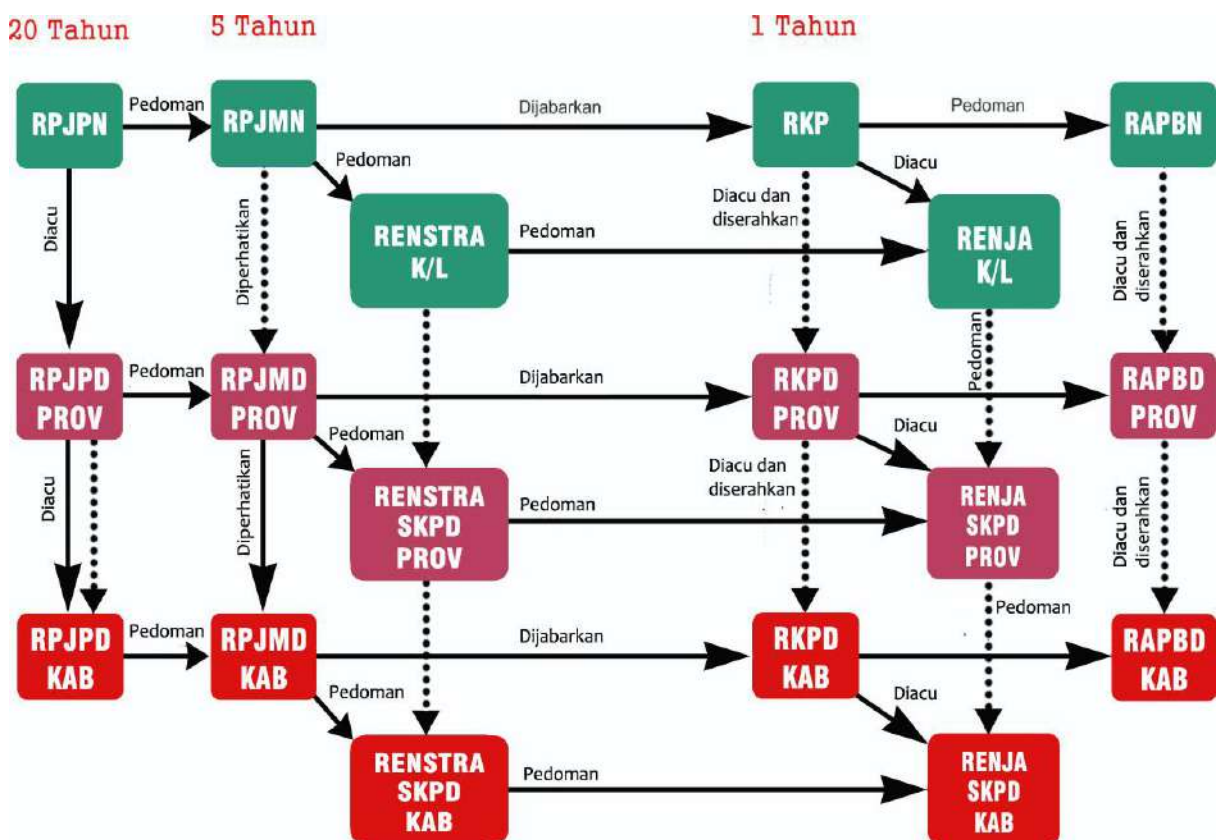 20 Tahun
5 Tahun
1 Tahun
RPJPN
Pedoman
RPJMN
Dijabarkan
RKP
Pedoman
RAPBN
Pedoman
Diacu
Diacu
Diperhatikan
RENSTRA
K/L
Pedoman
Diacu dan
diserahkan
RENJA
K/L
Diacu dan
diserahkan
Pedoman
RPJPD
PROV
Pedoman
RPJMD
PROV
Dijabarkan
RKPD
PROV
RAPBD
PROV
Pedoman
Diacu
Diacu
Diperhatikan
RENSTRA
SKPD
PROV
Pedoman
Diacu dan
diserahkan
RENJA
SKPD
PROV
Diacu dan
diserahkan
Pedoman
RPJPD
KAB
Pedoman
RPJMD
KAB
Dijabarkan
RKPD
KAB
RAPBD
KAB
Pedoman
Diacu
RENSTRA
SKPD
KAB
Pedoman
RENJA
SKPD
KAB